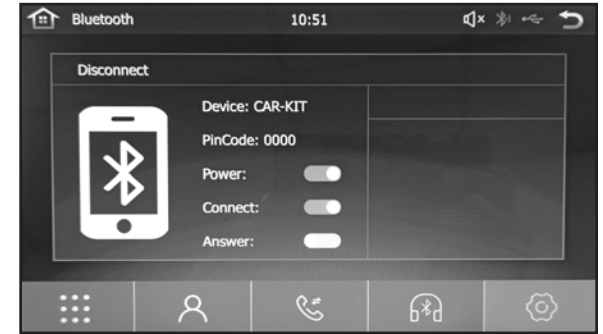 Bluetooth 10:51
Disconnect
Device: CAR-KIT
PinCode: 0000
Power:
Connect:
Answer: